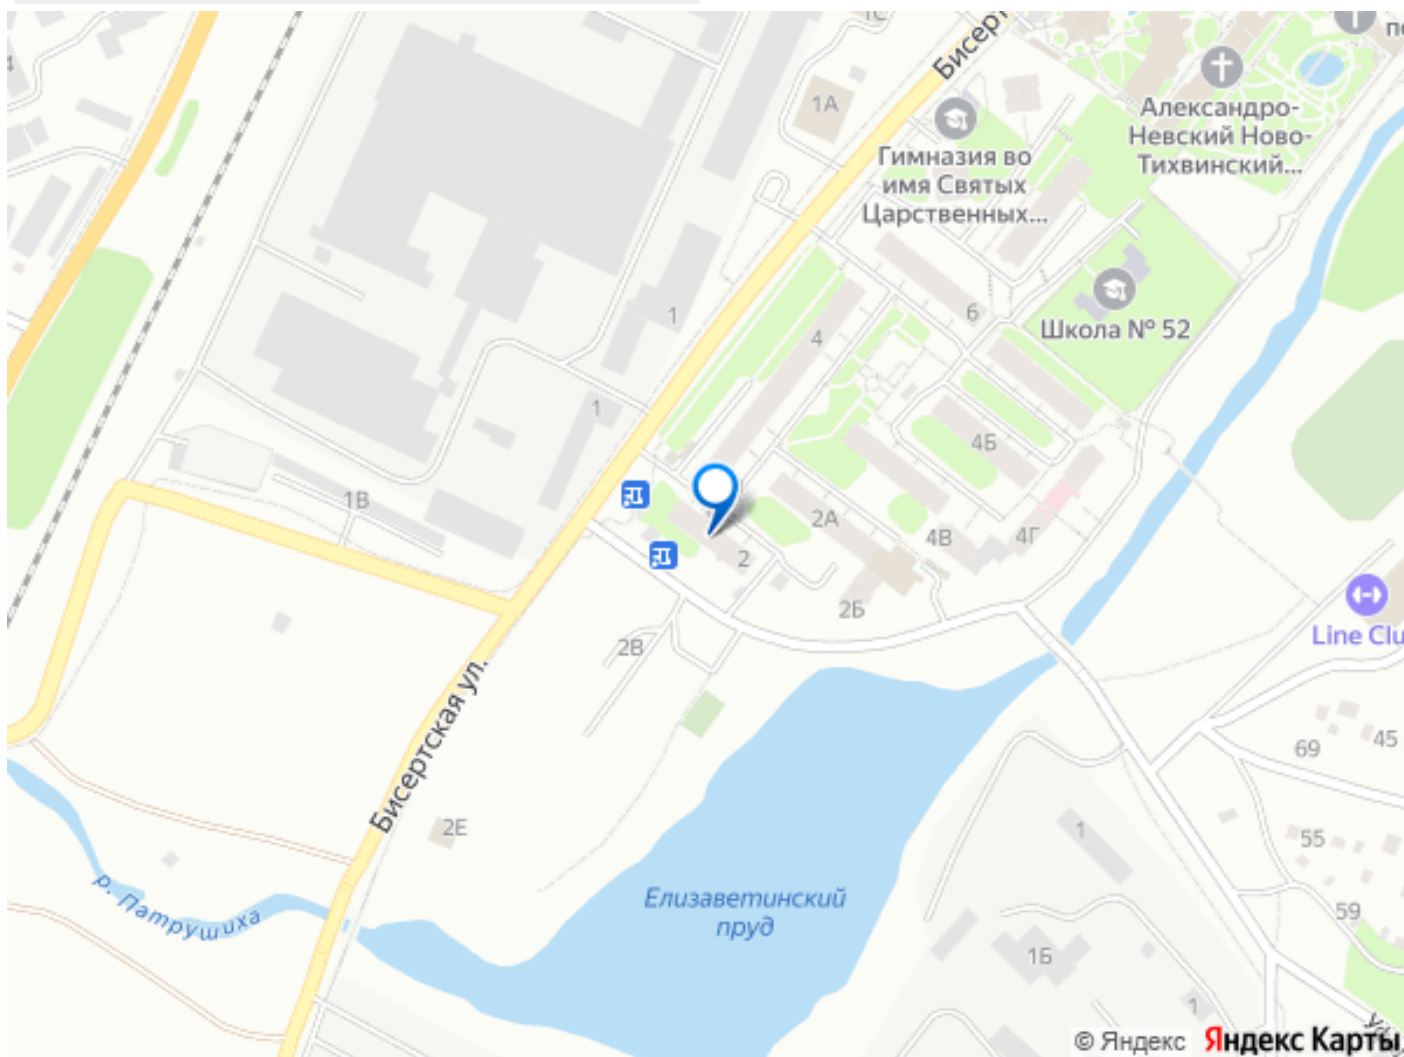 1С
Бисерт
по
4
1А
Александро-
Невский Ново-
Тихвинский...
Гимназия во
имя Святых
Царственных...
1
6
Школа № 52
4
1
4Б
1В
2А
4В
4Г
2
2Б
Line Clu
2В
Бисертская ул.
69
45
2Е
1
55
р. Патрушиха
Елизаветинский
пруд
59
1Б
1
© Яндекс
Яндекс Карты